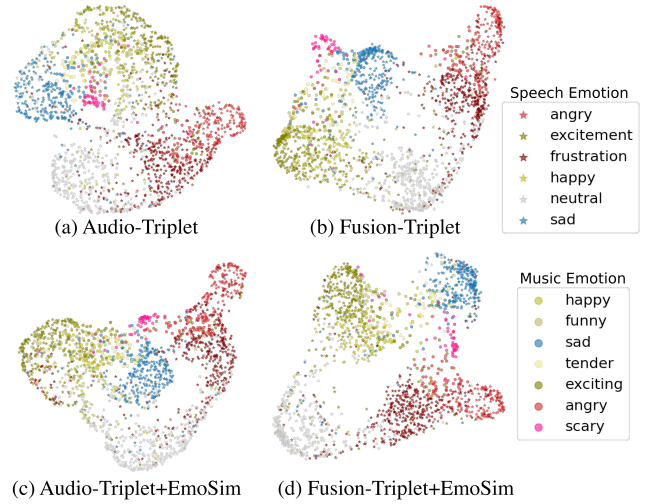 Speech Emotion
angry
excitement
frustration
happy
neutral
sad
(a) Audio-Triplet
(b) Fusion-Triplet
Music Emotion
happy
funny
sad
tender
exciting
angry
scary
(c) Audio-Triplet+EmoSim
(d) Fusion-Triplet+EmoSim